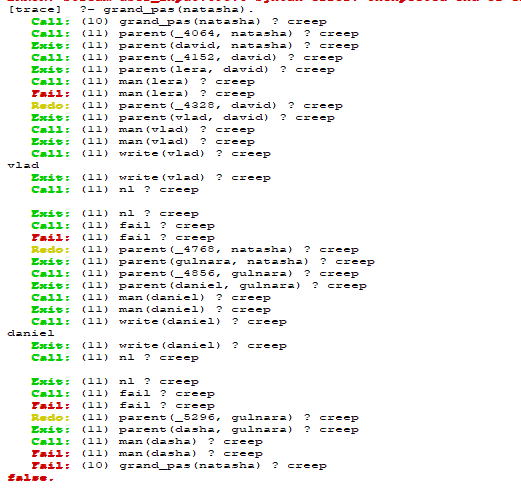 [trace] ?- grand_pas(natasha).
Call: (10) grand_pas(natasha) ? creep
Call: (11) parent(_4064, natasha) ? creep
Exit: (11) parent(david, natasha) ? creep
Call: (11) parent(_4152, david) ? creep
Exit: (11) parent(lera, david) ? creep
Call: (11) man(lera) ? creep
Fail: (11) man(lera) ? creep
Redo: (11) parent(_4328, david) ? creep
Exit: (11) parent(vlad, david) ? creep
Call: (11) man(vlad) ? creep
Exit: (11) man(vlad) ? creep
Call: (11) write(vlad) ? creep
vlad
Exit: (11) write(vlad) ? creep
Call: (11) nl ? creep
Exit: (11) nl ? creep
Call: (11) fail ? creep
Fail: (11) fail ? creep
Redo: (11) parent(_4768, natasha) ? creep
Exit: (11) parent(gulnara, natasha) ? creep
Call: (11) parent(_4856, gulnara) ? creep
Exit: (11) parent(daniel, gulnara) ? creep
Call: (11) man(daniel) ? creep
Exit: (11) man(daniel) ? creep
Call: (11) write(daniel) ? creep
daniel
Exit: (11) write(daniel) ? creep
Call: (11) nl ? creep
Exit: (11) nl ? creep
Call: (11) fail ? creep
Fail: (11) fail ? creep
Redo: (11) parent(_5296, gulnara) ? creep
Exit: (11) parent(dasha, gulnara) ? creep
Call: (11) man(dasha) ? creep
Fail: (11) man(dasha) ? creep
Fail: (10) grand_pas(natasha) ? creep
false.